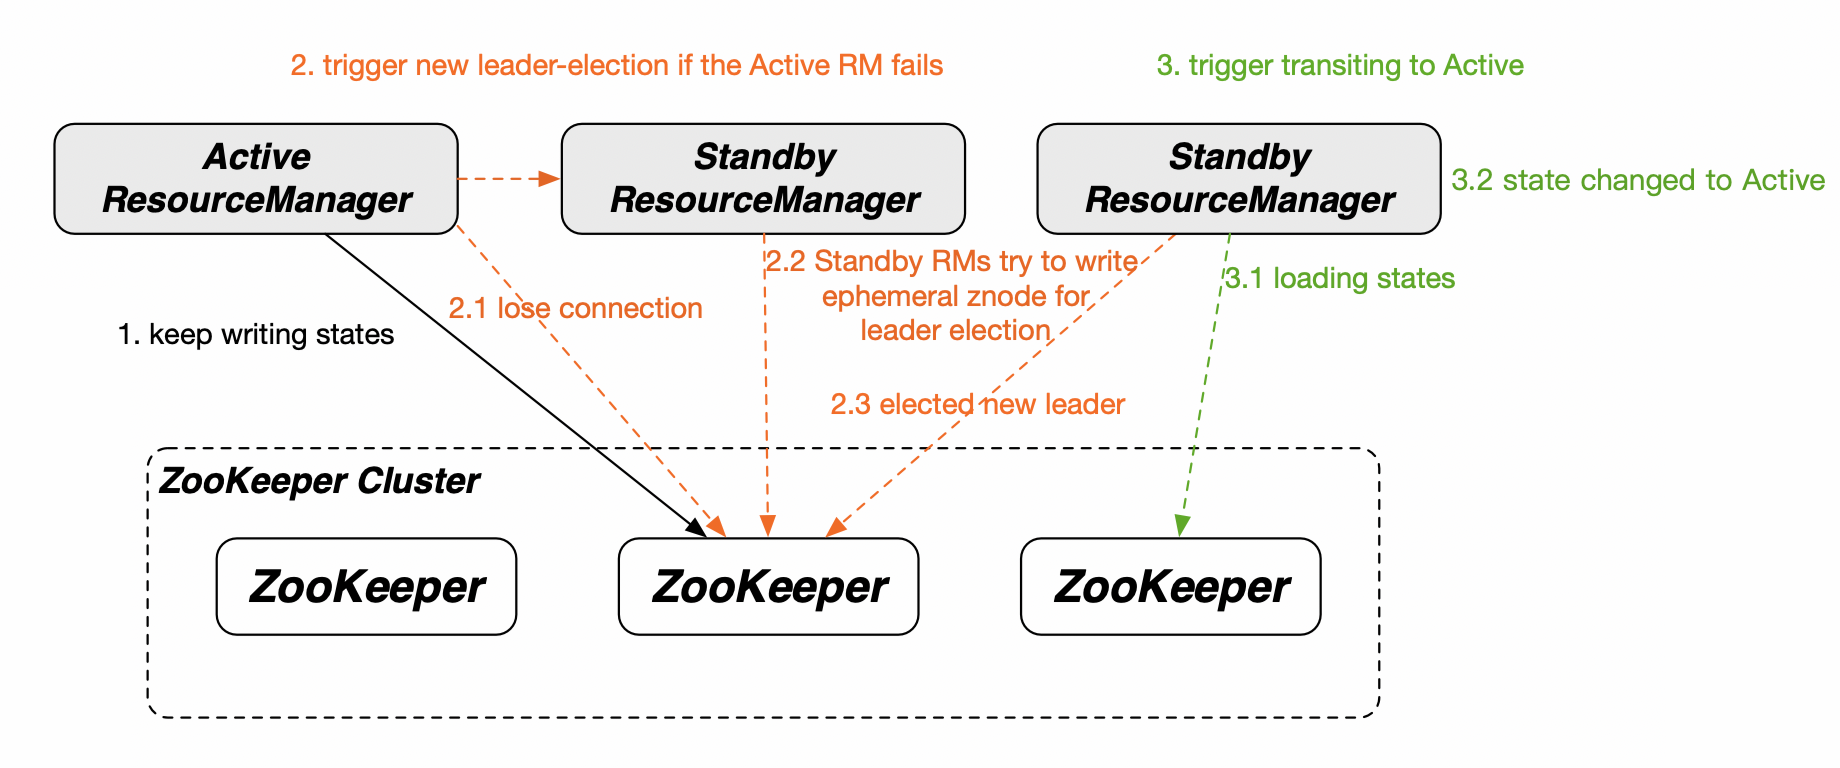 2. trigger new leader-election if the Active RM fails
3. trigger transiting to Active
Active
ResourceManager
Standby
ResourceManager
Standby
ResourceManager
3.2 state changed to Active
2.2 Standby RMs try to write
ephemeral znode for
leader election
3.1 loading states
2.1 lose connection
1. keep writing states
2.3 elected new leader
ZooKeeper Cluster
ZooKeeper
ZooKeeper
ZooKeeper